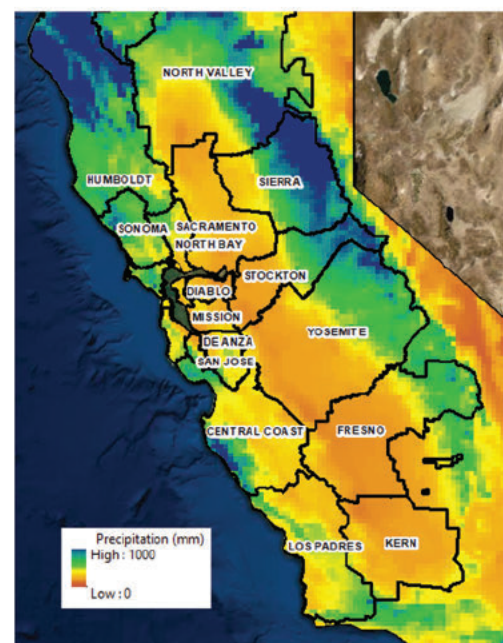 NORTH VALLEY
HUMBOLDT
SIERRA
SONOMA
SACRAMENTO
NORTH BAY
STOCKTON
DIABLO
MISSION
YOSEMITE
DE ANZA
SAN JOSE
CENTRAL COAST
FRESNO
LOS PADRES
KERN
Precipitation (mm)
High : 1000
Low : 0